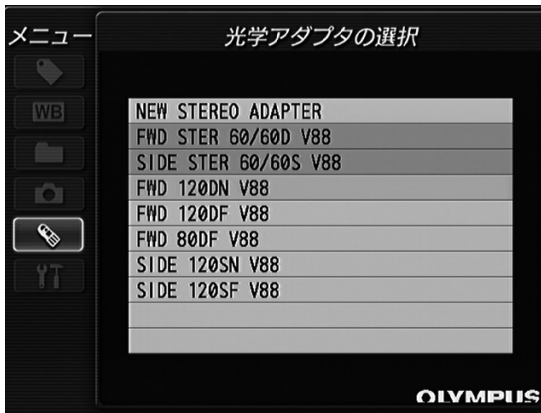 メニュー
光学アダプタの選択
WB
NEW STEREO ADAPTER
FWD STER 60/60D V88
SIDE STER 60/60S V88
FWD 120DN V88
FWD 120DF V88
FWD 80DF V88
SIDE 120SN V88
SIDE 120SF V88
OLYMPUS